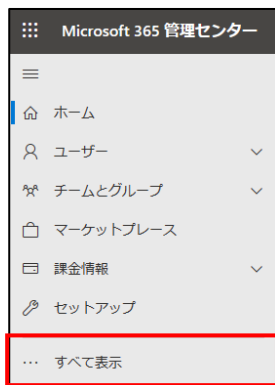 Microsoft 365 管理センター
ホーム
ユーザー
チームとグループ
マーケットプレース
課金情報
セットアップ
… すべて表示